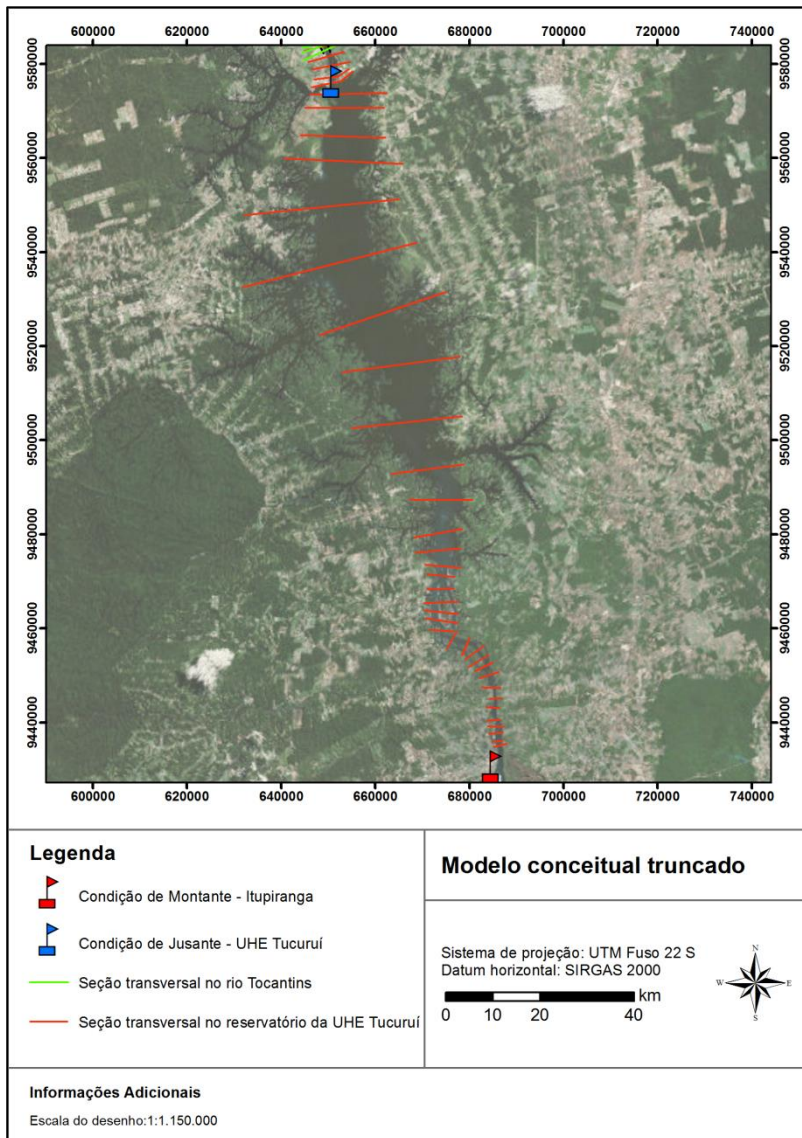 600000 620000 640000 660000 680000 700000 720000 740000
9580000 9580000
9560000 9560000
9540000 9540000
9520000 9520000
9500000 9500000
9480000 9480000
9460000 9460000
9440000 9440000
600000 620000 640000 660000 680000 700000 720000 740000
Legenda
Condição de Montante - Itupiranga
Condição de Jusante - UHE Tucuruí
Seção transversal no rio Tocantins
Seção transversal no reservatório da UHE Tucuruí
Modelo conceitual truncado
Sistema de projeção: UTM Fuso 22 S
Datum horizontal: SIRGAS 2000
km
0 10 20 40
N
W E
S
Informações Adicionais
Escala do desenho:1:1.150.000